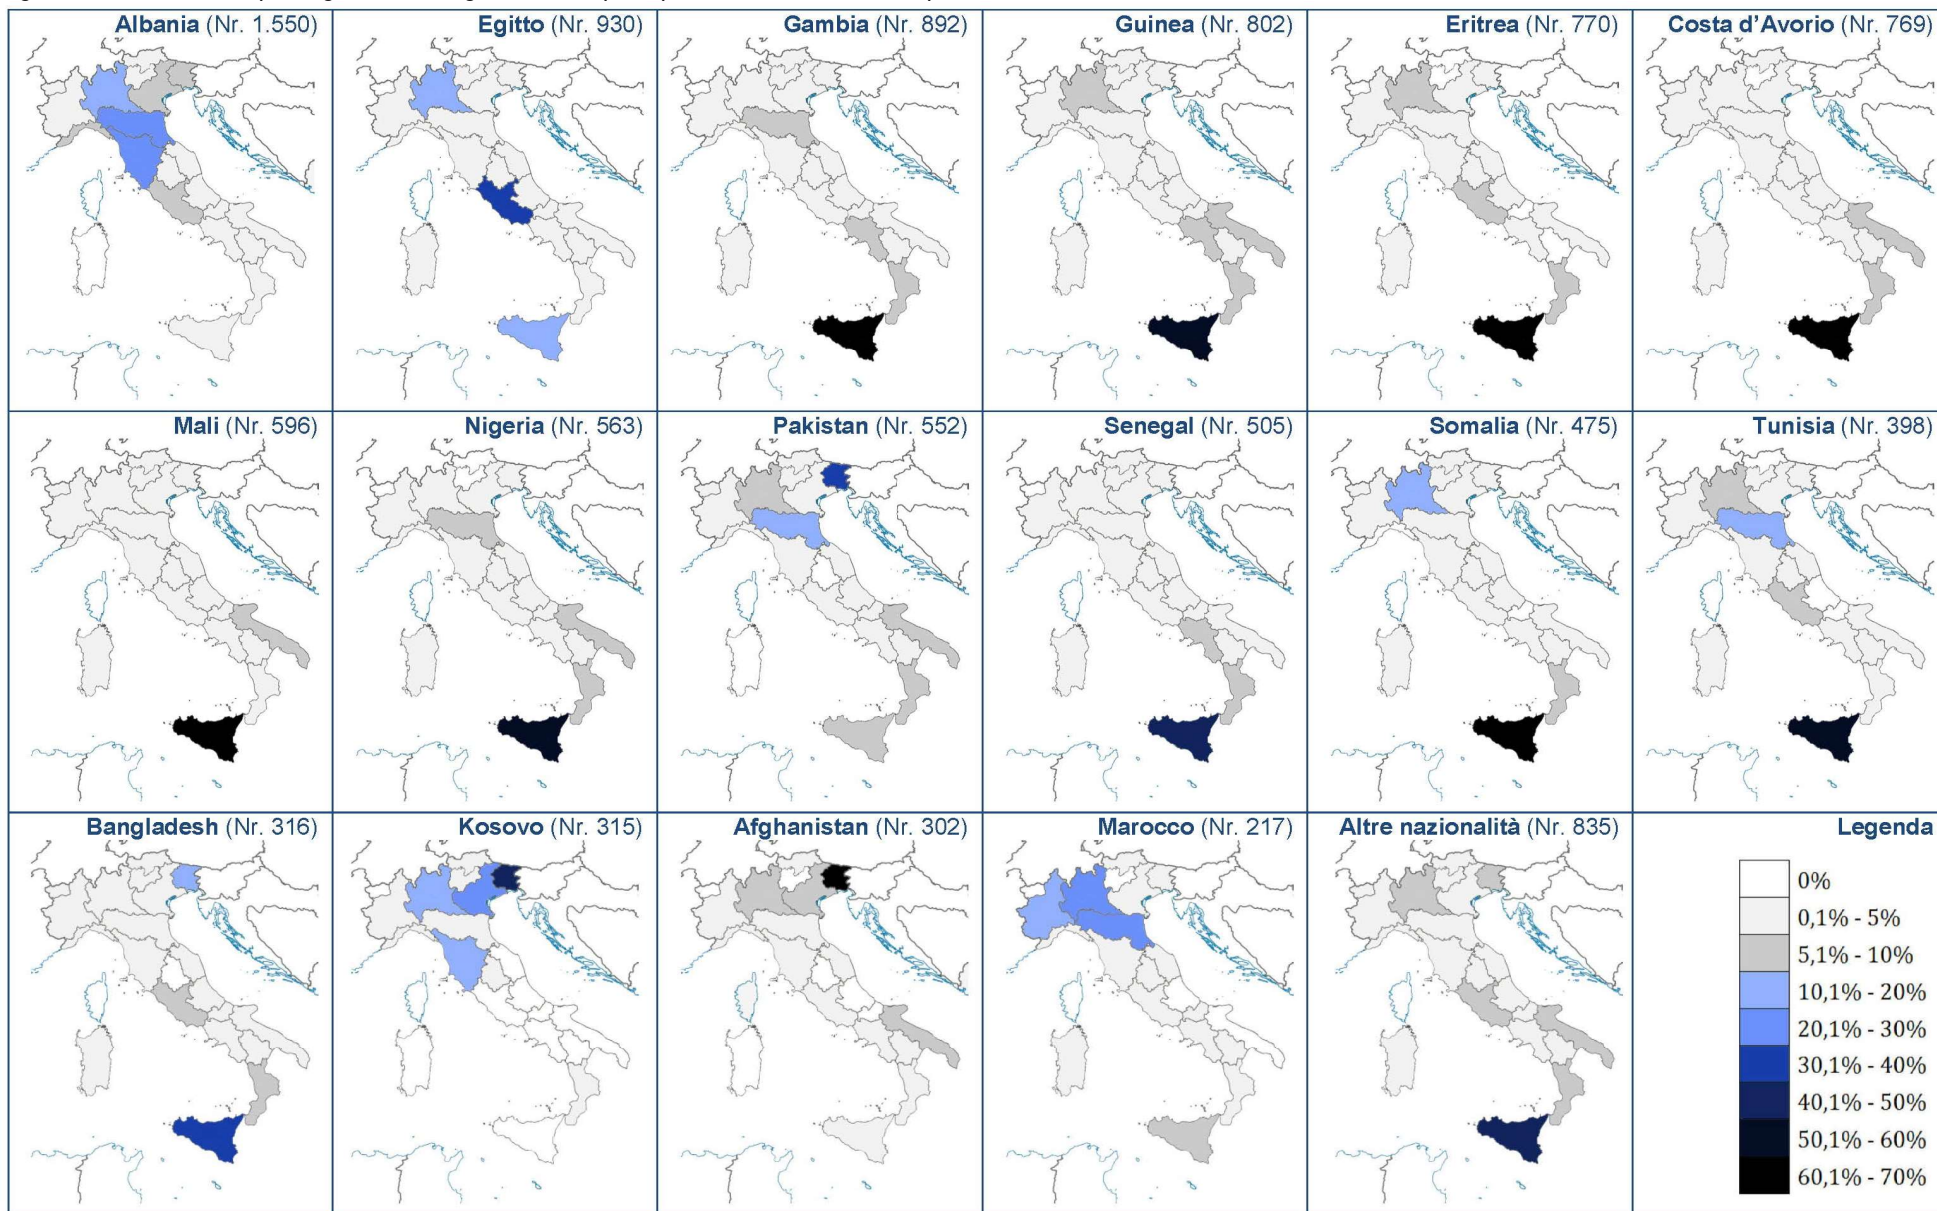 Albania (Nr. 1.550)
Egitto (Nr. 930)
Gambia (Nr. 892)
Guinea (Nr. 802)
Eritrea (Nr. 770)
Costa d'Avorio (Nr. 769)
Mali (Nr. 596)
Nigeria (Nr. 563)
Pakistan (Nr. 552)
Senegal (Nr. 505)
Somalia (Nr. 475)
Tunisia (Nr. 398)
Bangladesh (Nr. 316)
Kosovo (Nr. 315)
Afghanistan (Nr. 302)
Marocco (Nr. 217)
Altre nazionalità (Nr. 835)
Legenda
0%
0,1% - 5%
5,1% - 10%
10,1% - 20%
20,1% - 30%
30,1% - 40%
40,1% - 50%
50,1% - 60%
60,1% - 70%